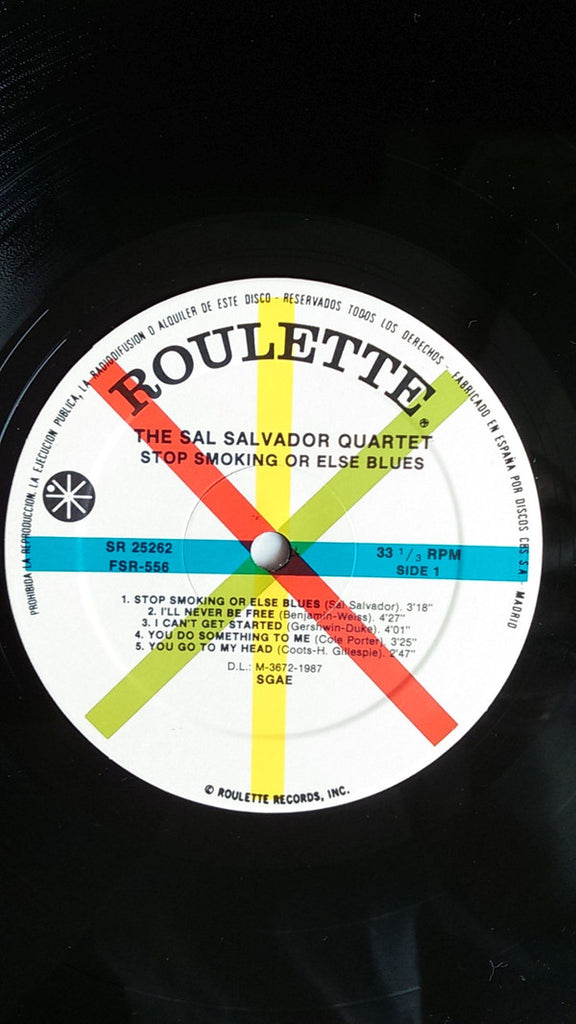 PROHIBIDA LA REPRODUCCION, LA EJECUCION PUBLICA, LA RADIODIFUSION O ALQUILER DE ESTE DISCO - RESERVADOS TODOS LOS DERECHOS - FABRICADO EN ESPAÑA POR DISCOS CBS S.A. MADRID
ROULETTE®
THE SAL SALVADOR QUARTET
STOP SMOKING OR ELSE BLUES
SR 25262
FSR-556
33 1/3 RPM
SIDE 1
1. STOP SMOKING OR ELSE BLUES (Sal Salvador). 3'18"
2. I'LL NEVER BE FREE (Benjamin-Weiss). 4'27"
3. I CAN'T GET STARTED (Gershwin-Duke). 4'01"
4. YOU DO SOMETHING TO ME (Cole Porter). 3'25"
5. YOU GO TO MY HEAD (Coots-H. Gillespie). 2'47"
D.L.: M-3672-1987
SGAE
© ROULETTE RECORDS, INC.